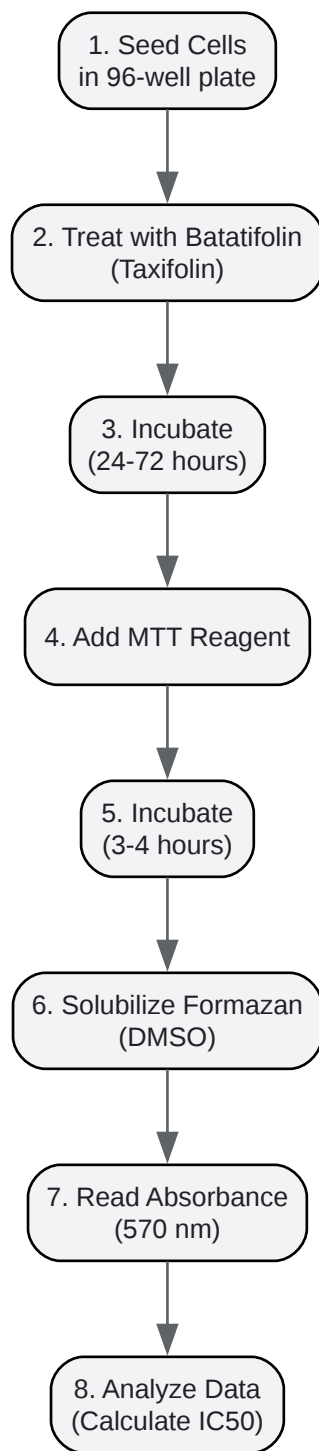 1. Seed Cells
in 96-well plate
2. Treat with Batatifolin
(Taxifolin)
3. Incubate
(24-72 hours)
4. Add MTT Reagent
5. Incubate
(3-4 hours)
6. Solubilize Formazan
(DMSO)
7. Read Absorbance
(570 nm)
8. Analyze Data
(Calculate IC50)